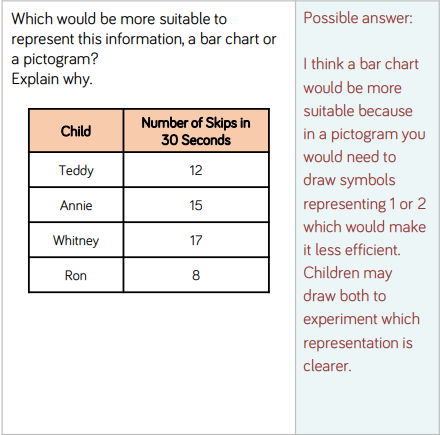 Which would be more suitable to
represent this information, a bar chart or
a pictogram?
Explain why.
Child
Number of Skips in
30 Seconds
Teddy 12
Annie 15
Whitney 17
Ron 8
Possible answer:
I think a bar chart
would be more
suitable because
in a pictogram you
would need to
draw symbols
representing 1 or 2
which would make
it less efficient.
Children may
draw both to
experiment which
representation is
clearer.